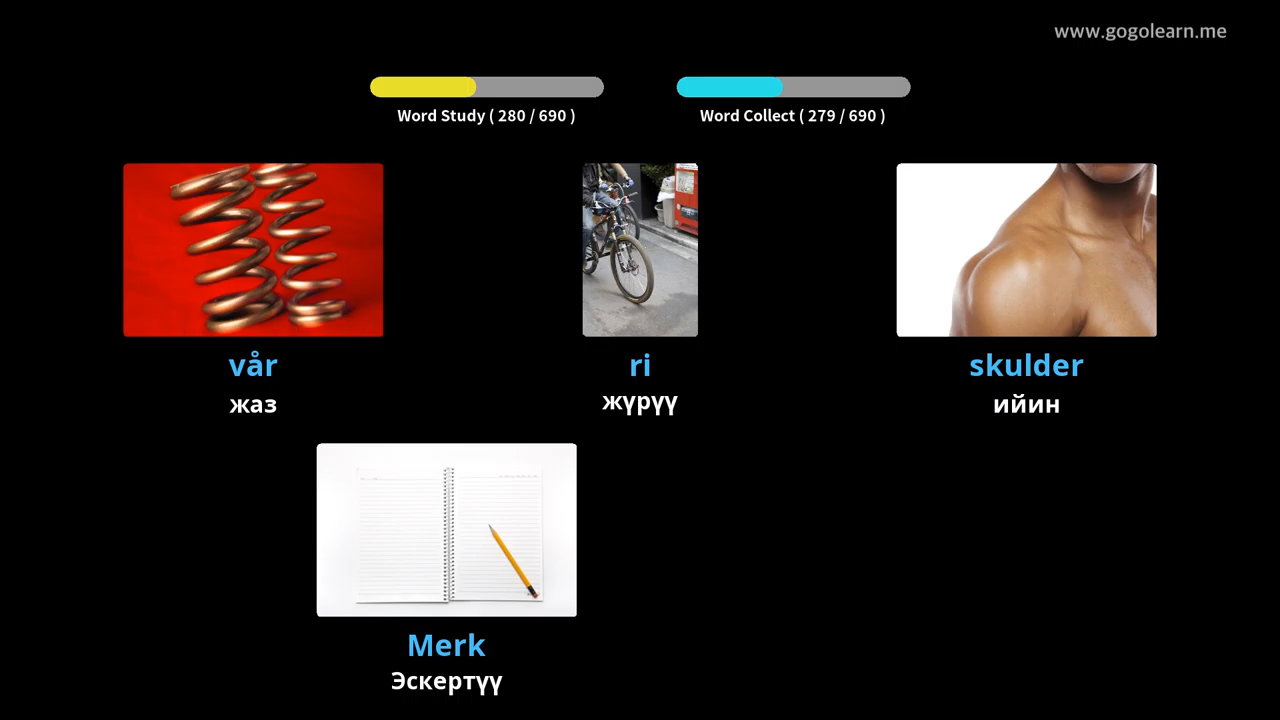 www.gogolearn.me
Word Study ( 280 / 690 )
Word Collect ( 279 / 690 )
vår
ri
skulder
жаз
жүрүү
ийин
Merk
Эскертүү